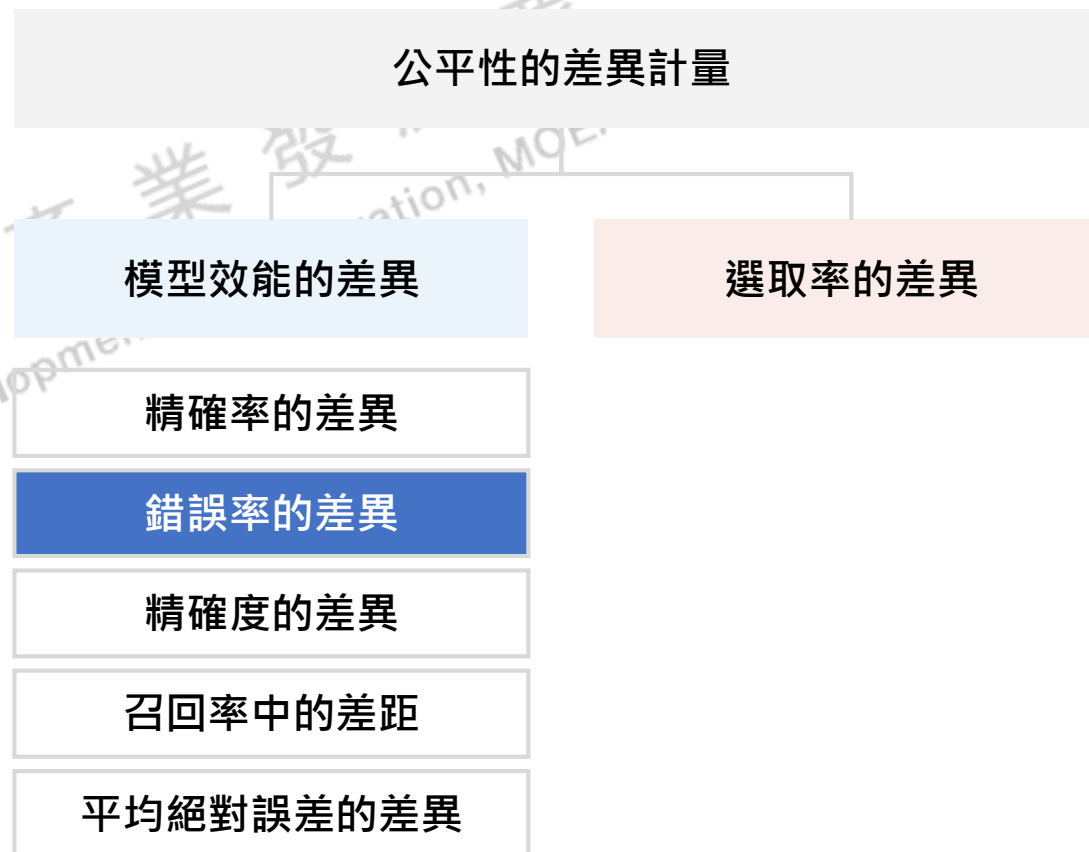 公平性的差異計量
模型效能的差異
選取率的差異
精確率的差異
錯誤率的差異
精確度的差異
召回率中的差距
平均絕對誤差的差異